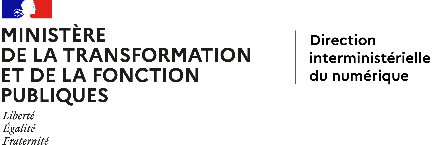 MINISTÈRE
DE LA TRANSFORMATION
ET DE LA FONCTION
PUBLIQUES
Liberté
Égalité
Fraternité
Direction
interministérielle
du numérique